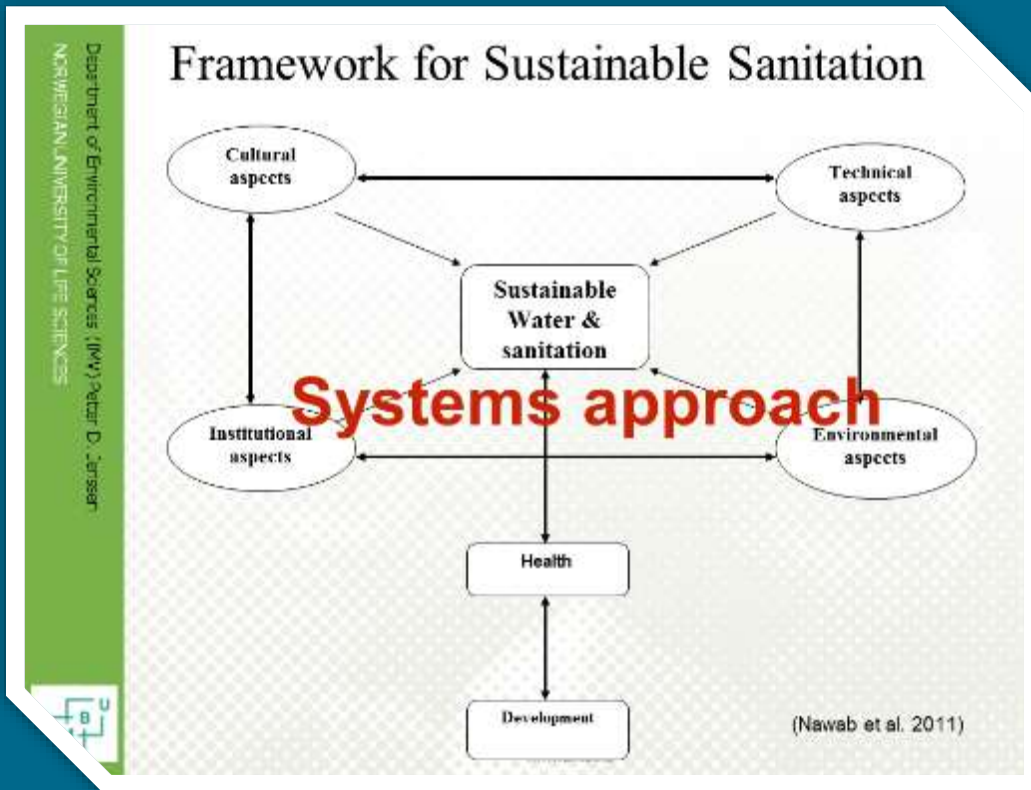 Framework for Sustainable Sanitation
Department of Environmental Sciences (IMV) Petter D. Jenssen
NORWEGIAN UNIVERSITY OF LIFE SCIENCES
Cultural
aspects
Technical
aspects
Sustainable
Water &
sanitation
Systems approach
Institutional
aspects
Environmental
aspects
Health
Development
(Nawab et al. 2011)
U
B